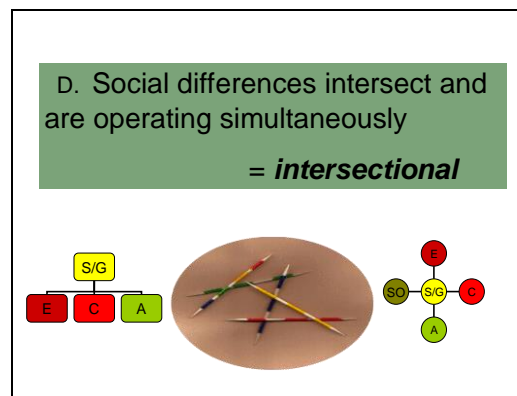 D. Social differences intersect and
are operating simultaneously
= intersectional
S/G
E C A
E
SO S/G C
A